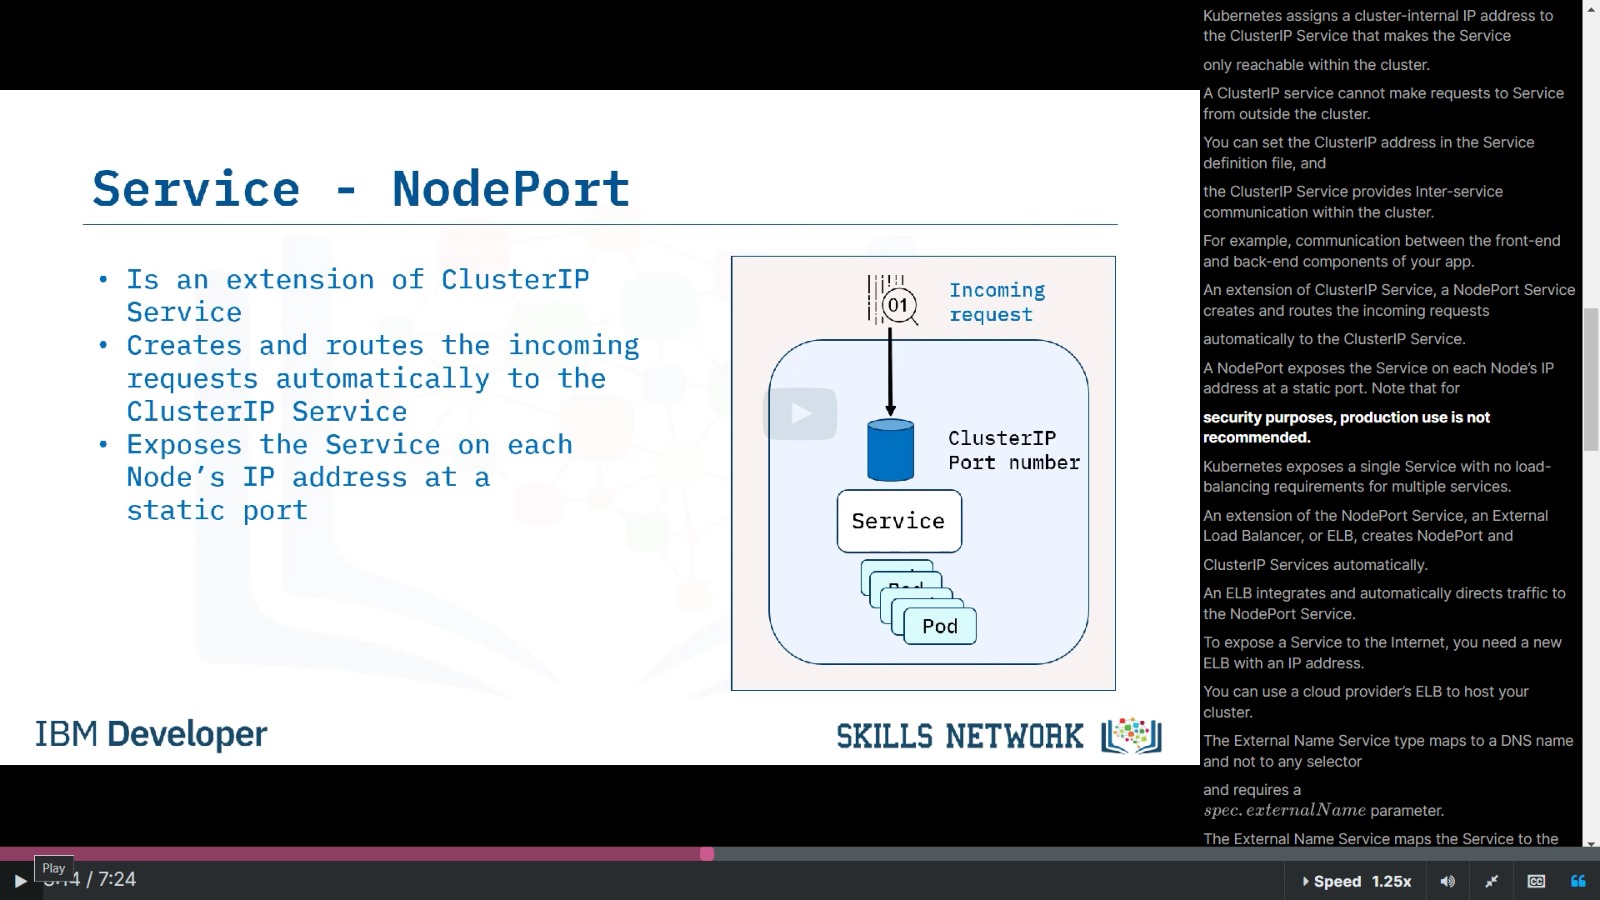 Service - NodePort
• Is an extension of ClusterIP
Service
• Creates and routes the incoming
requests automatically to the
ClusterIP Service
• Exposes the Service on each
Node’s IP address at a
static port
01
Incoming
request
ClusterIP
Port number
Service
Pod
IBM Developer
SKILLS NETWORK
Kubernetes assigns a cluster-internal IP address to
the ClusterIP Service that makes the Service
only reachable within the cluster.
A ClusterIP service cannot make requests to Service
from outside the cluster.
You can set the ClusterIP address in the Service
definition file, and
the ClusterIP Service provides Inter-service
communication within the cluster.
For example, communication between the front-end
and back-end components of your app.
An extension of ClusterIP Service, a NodePort Service
creates and routes the incoming requests
automatically to the ClusterIP Service.
A NodePort exposes the Service on each Node’s IP
address at a static port. Note that for
security purposes, production use is not
recommended.
Kubernetes exposes a single Service with no load-
balancing requirements for multiple services.
An extension of the NodePort Service, an External
Load Balancer, or ELB, creates NodePort and
ClusterIP Services automatically.
An ELB integrates and automatically directs traffic to
the NodePort Service.
To expose a Service to the Internet, you need a new
ELB with an IP address.
You can use a cloud provider’s ELB to host your
cluster.
The External Name Service type maps to a DNS name
and not to any selector
and requires a
spec.externalName parameter.
The External Name Service maps the Service to the
Play
/ 7:24
Speed 1.25x
CC